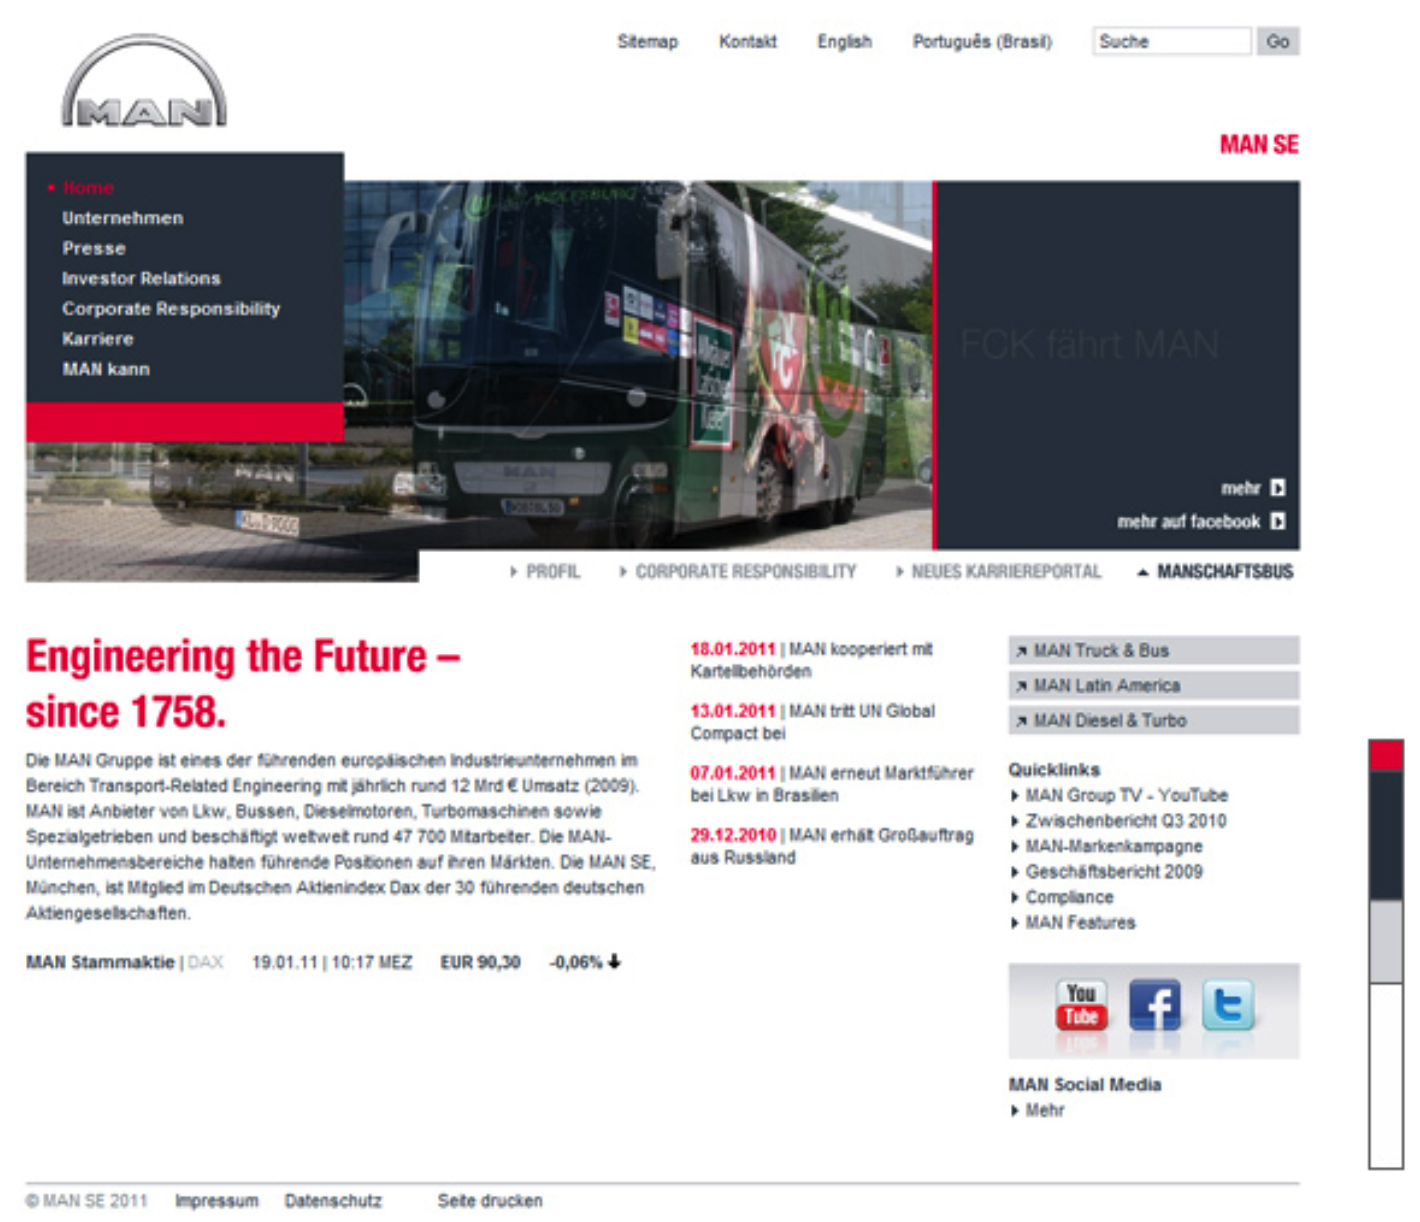 Sitemap Kontakt English Português (Brasil) Suche Go
MAN
MAN SE
Home
Unternehmen
Presse
Investor Relations
Corporate Responsibility
Karriere
MAN kann
FCK fährt MAN
mehr
mehr auf facebook
MAN
MAN
PROFIL CORPORATE RESPONSIBILITY NEUES KARRIEREPORTAL MANSCHAFTSBUS
Engineering the Future –
since 1758.
Die MAN Gruppe ist eines der führenden europäischen Industrieunternehmen im
Bereich Transport-Related Engineering mit jährlich rund 12 Mrd € Umsatz (2009).
MAN ist Anbieter von Lkw, Bussen, Dieselmotoren, Turbomaschinen sowie
Spezialgetrieben und beschäftigt weltweit rund 47 700 Mitarbeiter. Die MAN-
Unternehmensbereiche halten führende Positionen auf ihren Märkten. Die MAN SE,
München, ist Mitglied im Deutschen Aktienindex Dax der 30 führenden deutschen
Aktiengesellschaften.
MAN Stammaktie | DAX 19.01.11 | 10:17 MEZ EUR 90,30 -0,06%
18.01.2011 | MAN kooperiert mit
Kartellbehörden
13.01.2011 | MAN tritt UN Global
Compact bei
07.01.2011 | MAN erneut Marktführer
bei Lkw in Brasilien
29.12.2010 | MAN erhält Großauftrag
aus Russland
MAN Truck & Bus
MAN Latin America
MAN Diesel & Turbo
Quicklinks
MAN Group TV - YouTube
Zwischenbericht Q3 2010
MAN-Markenkampagne
Geschäftsbericht 2009
Compliance
MAN Features
You
Tube
MAN Social Media
Mehr
© MAN SE 2011 Impressum Datenschutz Seite drucken